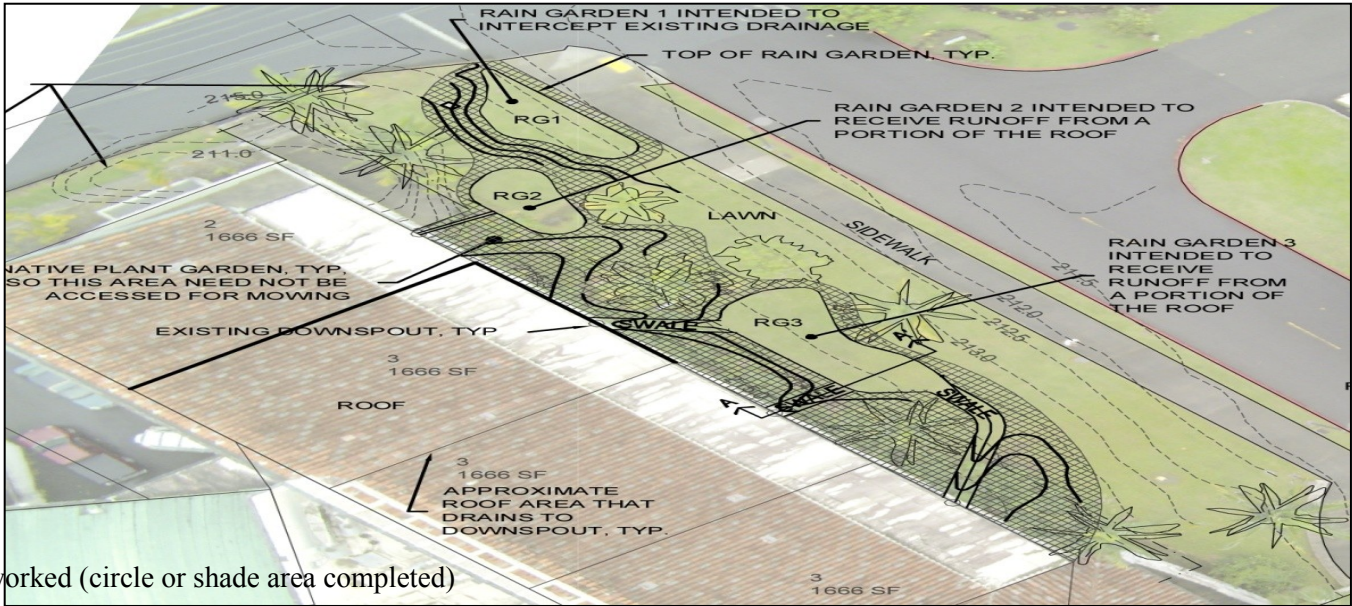 RAIN GARDEN 1 INTENDED TO
INTERCEPT EXISTING DRAINAGE
TOP OF RAIN GARDEN, TYP.
215.0
RG1
RAIN GARDEN 2 INTENDED TO
RECEIVE RUNOFF FROM A
PORTION OF THE ROOF
211.0
RG2
LAWN
SIDEWALK
2
1666 SF
RAIN GARDEN 3
INTENDED TO
RECEIVE
RUNOFF FROM
A PORTION OF
THE ROOF
NATIVE PLANT GARDEN, TYP.
SO THIS AREA NEED NOT BE
ACCESSED FOR MOWING
212.0
212.5
213.0
EXISTING DOWNSPOUT, TYP
SWALE
RG3
A
3
1666 SF
ROOF
A
SWALE
SWALE
3
1666 SF
APPROXIMATE
ROOF AREA THAT
DRAINS TO
DOWNSPOUT, TYP.
worked (circle or shade area completed)
3
1666 SF